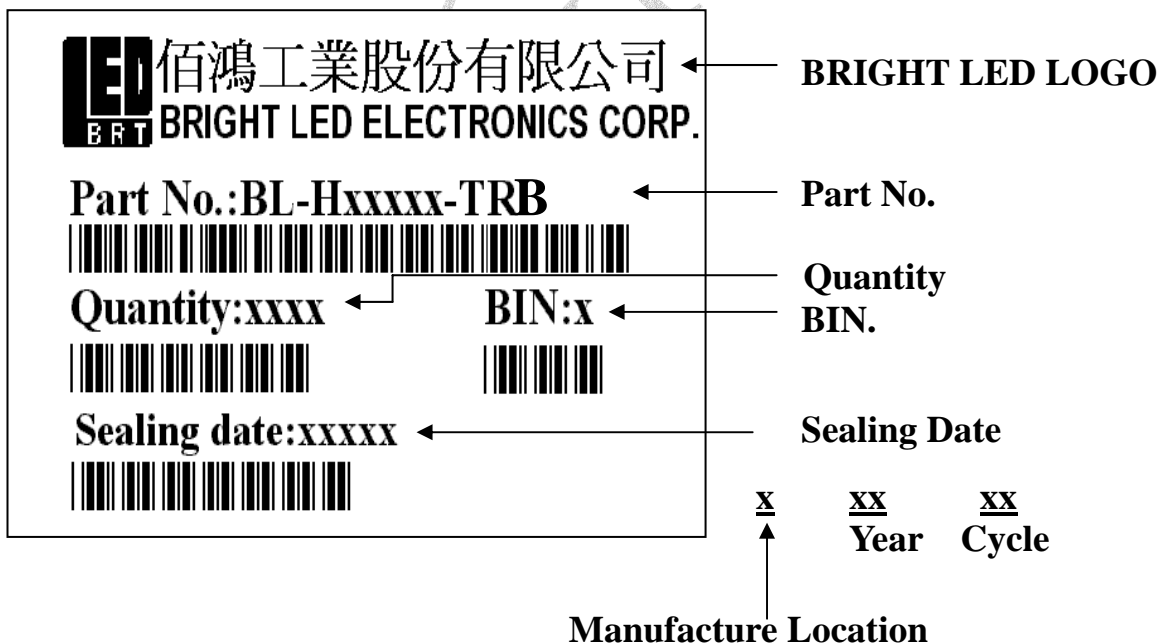 LED 佰鴻工業股份有限公司
BRT BRIGHT LED ELECTRONICS CORP.
BRIGHT LED LOGO
Part No.:BL-Hxxxxx-TRB
Part No.
Quantity:xxxx
BIN:x
Quantity
BIN.
Sealing date:xxxxx
Sealing Date
x xx xx
Year Cycle
Manufacture Location